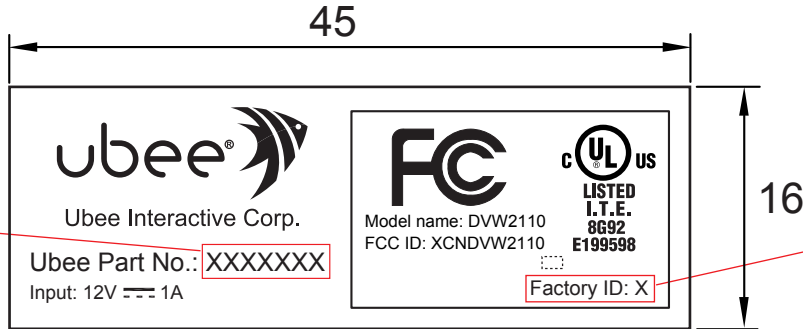 45
16
ubee®
Ubee Interactive Corp.
Ubee Part No.: XXXXXXX
Input: 12V 1A
FC
Model name: DVW2110
FCC ID: XCNDVW2110
C UL ® US
LISTED
I.T.E.
8G92
E199598
Factory ID: X